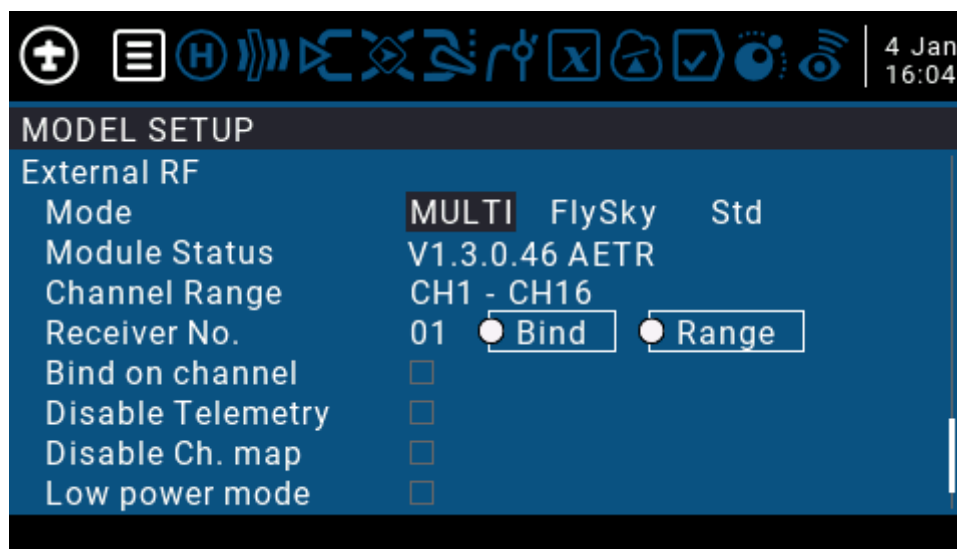 H x 4 Jan
16:04
MODEL SETUP
External RF
Mode MULTI FlySky Std
Module Status V1.3.0.46 AETR
Channel Range CH1 - CH16
Receiver No. 01 Bind Range
Bind on channel
Disable Telemetry
Disable Ch. map
Low power mode